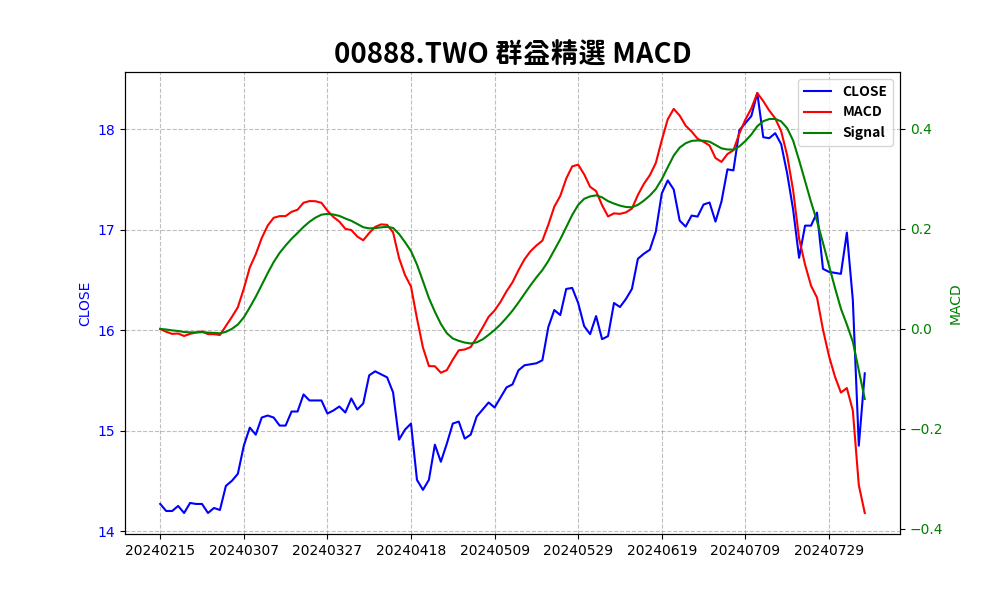 00888.TWO 群益精選 MACD
CLOSE
MACD
Signal
18
17
16
15
14
CLOSE
0.4
0.2
0.0
−0.2
−0.4
MACD
20240215 20240307 20240327 20240418 20240509 20240529 20240619 20240709 20240729